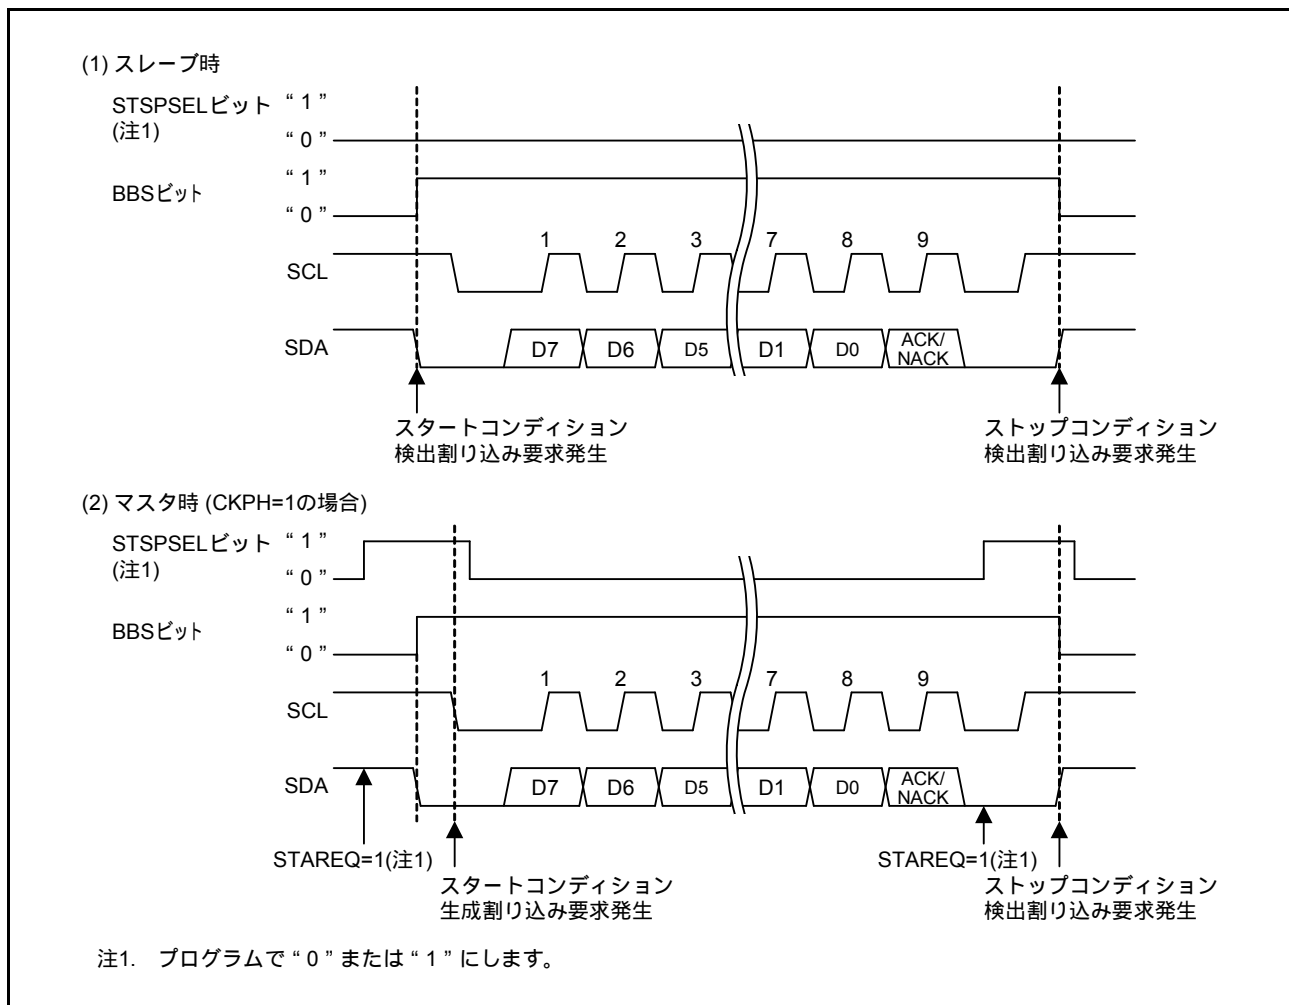 (1) スレーブ時
STSPSELビット “ 1 ”
(注1)
“ 0 ”
“ 1 ”
BBSビット
“ 0 ”
1 2 3 7 8 9
SCL
SDA D7 D6 D5 D1 D0 ACK/
NACK
スタートコンディション
検出割り込み要求発生
ストップコンディション
検出割り込み要求発生
(2) マスタ時 (CKPH=1の場合)
STSPSELビット “ 1 ”
(注1)
“ 0 ”
“ 1 ”
BBSビット
“ 0 ”
1 2 3 7 8 9
SCL
SDA D7 D6 D5 D1 D0 ACK/
NACK
STAREQ=1(注1)
スタートコンディション
生成割り込み要求発生
STAREQ=1(注1)
ストップコンディション
検出割り込み要求発生
注1. プログラムで “ 0 ” または “ 1 ” にします。